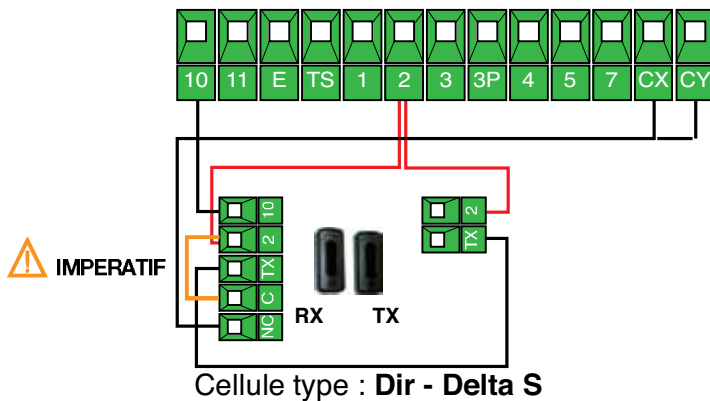 10 11 E TS 1 2 3 3P 4 5 7 CX CY
10
2
TX
C
NC
2
TX
IMPERATIF
RX TX
Cellule type : Dir - Delta S